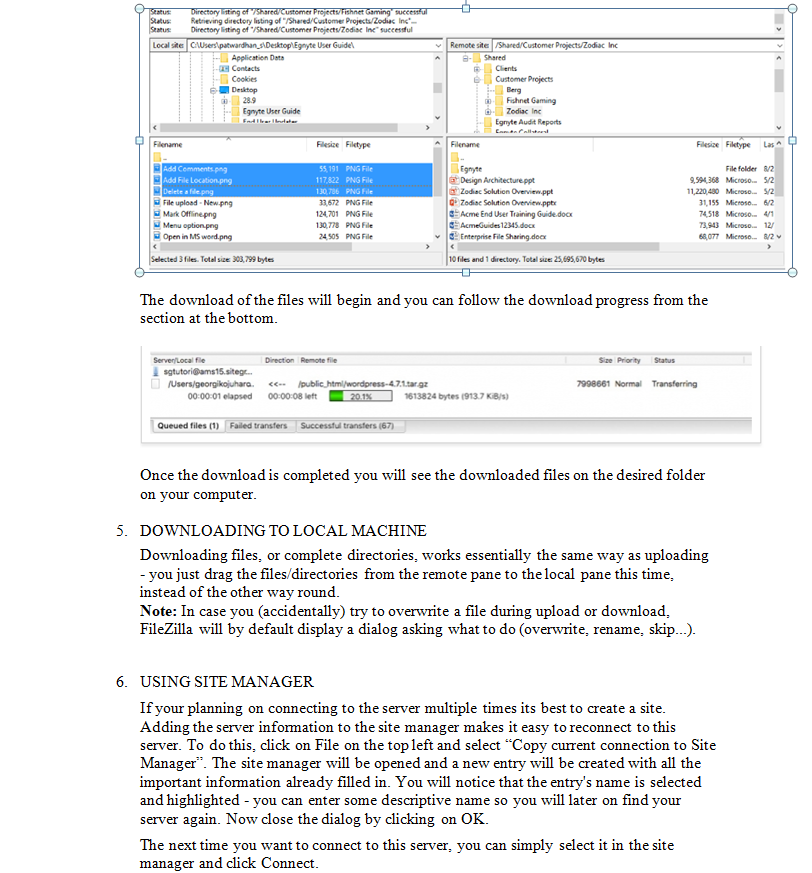 Status: Directory listing of "/Shared/Customer Projects/Fishnet Gaming" successful
Status: Retrieving directory listing of "/Shared/Customer Projects/Zodiac Inc"...
Status: Directory listing of "/Shared/Customer Projects/Zodiac Inc" successful
Local site: C:\Users\patwardhan_s\Desktop\Egnyte User Guide\
Application Data
Contacts
Cookies
Desktop
28.9
Egnyte User Guide
End User Updates
Remote site: /Shared/Customer Projects/Zodiac Inc
Shared
Clients
Customer Projects
Berg
Fishnet Gaming
Zodiac Inc
Egnyte Audit Reports
Filename Filesize Filetype
..
Add Comments.png 55,191 PNG File
Add File Location.png 117,822 PNG File
Delete a file.png 130,786 PNG File
File upload - New.png 33,672 PNG File
Mark Offline.png 124,701 PNG File
Menu option.png 130,778 PNG File
Open in MS word.png 24,505 PNG File
Selected 3 files. Total size: 303,799 bytes
Filename Filesize Filetype Las
..
Egnyte File folder 8/2
Design Architecture.ppt 9,594,368 Microso... 5/2
Zodiac Solution Overview.ppt 11,220,480 Microso... 5/2
Zodiac Solution Overview.pptx 31,155 Microso... 6/2
Acme End User Training Guide.docx 74,518 Microso... 4/1
AcmeGuides12345.docx 73,943 Microso... 12/
Enterprise File Sharing.docx 68,077 Microso... 8/2
10 files and 1 directory. Total size: 25,695,670 bytes
The download of the files will begin and you can follow the download progress from the
section at the bottom.
Server/Local file Direction Remote file Size Priority Status
sgtutori@ams15.sitegr...
/Users/georgikojuharo.. <<-- /public_html/wordpress-4.7.1.tar.gz 7998661 Normal Transferring
00:00:01 elapsed 00:00:08 left 20.1% 1613824 bytes (913.7 KiB/s)
Queued files (1) Failed transfers Successful transfers (67)
Once the download is completed you will see the downloaded files on the desired folder
on your computer.
5. DOWNLOADING TO LOCAL MACHINE
Downloading files, or complete directories, works essentially the same way as uploading
- you just drag the files/directories from the remote pane to the local pane this time,
instead of the other way round.
Note: In case you (accidentally) try to overwrite a file during upload or download,
FileZilla will by default display a dialog asking what to do (overwrite, rename, skip...).
6. USING SITE MANAGER
If your planning on connecting to the server multiple times its best to create a site.
Adding the server information to the site manager makes it easy to reconnect to this
server. To do this, click on File on the top left and select “Copy current connection to Site
Manager”. The site manager will be opened and a new entry will be created with all the
important information already filled in. You will notice that the entry's name is selected
and highlighted - you can enter some descriptive name so you will later on find your
server again. Now close the dialog by clicking on OK.
The next time you want to connect to this server, you can simply select it in the site
manager and click Connect.